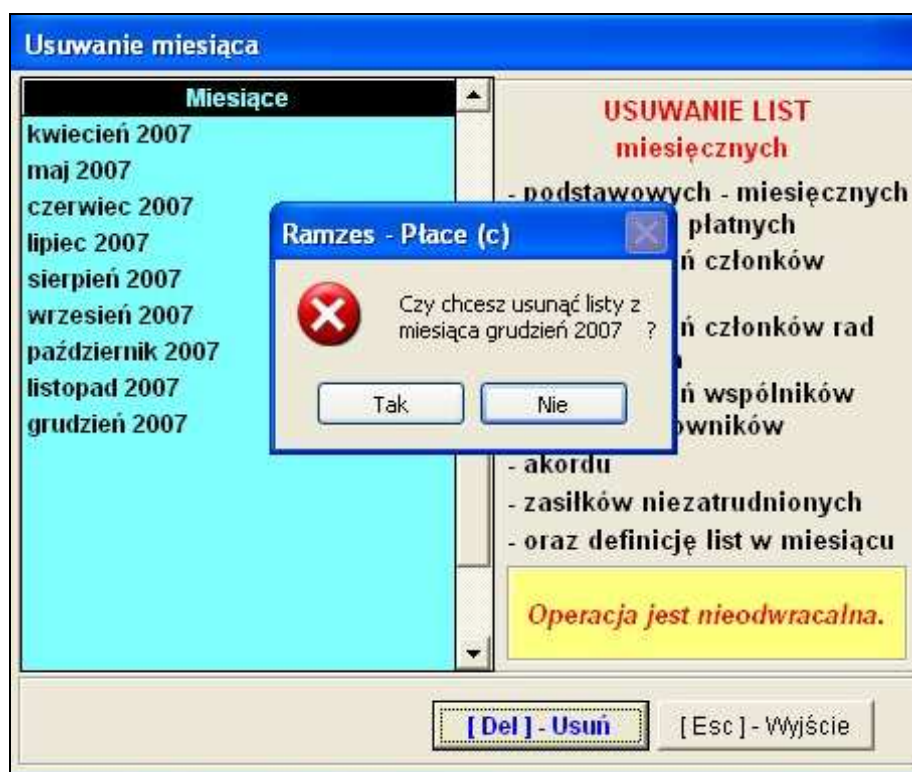 Usuwanie miesiąca
Miesiące
kwiecień 2007
maj 2007
czerwiec 2007
lipiec 2007
sierpień 2007
wrzesień 2007
październik 2007
listopad 2007
grudzień 2007
USUWANIE LIST
miesięcznych
- podstawowych - miesięcznych
płatnych
ń członków
ń członków rad
ń wspólników
owników
- akordu
- zasiłków niezatrudnionych
- oraz definicję list w miesiącu
Operacja jest nieodwracalna.
Ramzes - Płace (c)
Czy chcesz usunąć listy z
miesiąca grudzień 2007 ?
Tak
Nie
[ Del ] - Usuń
[ Esc ] - Wyjście